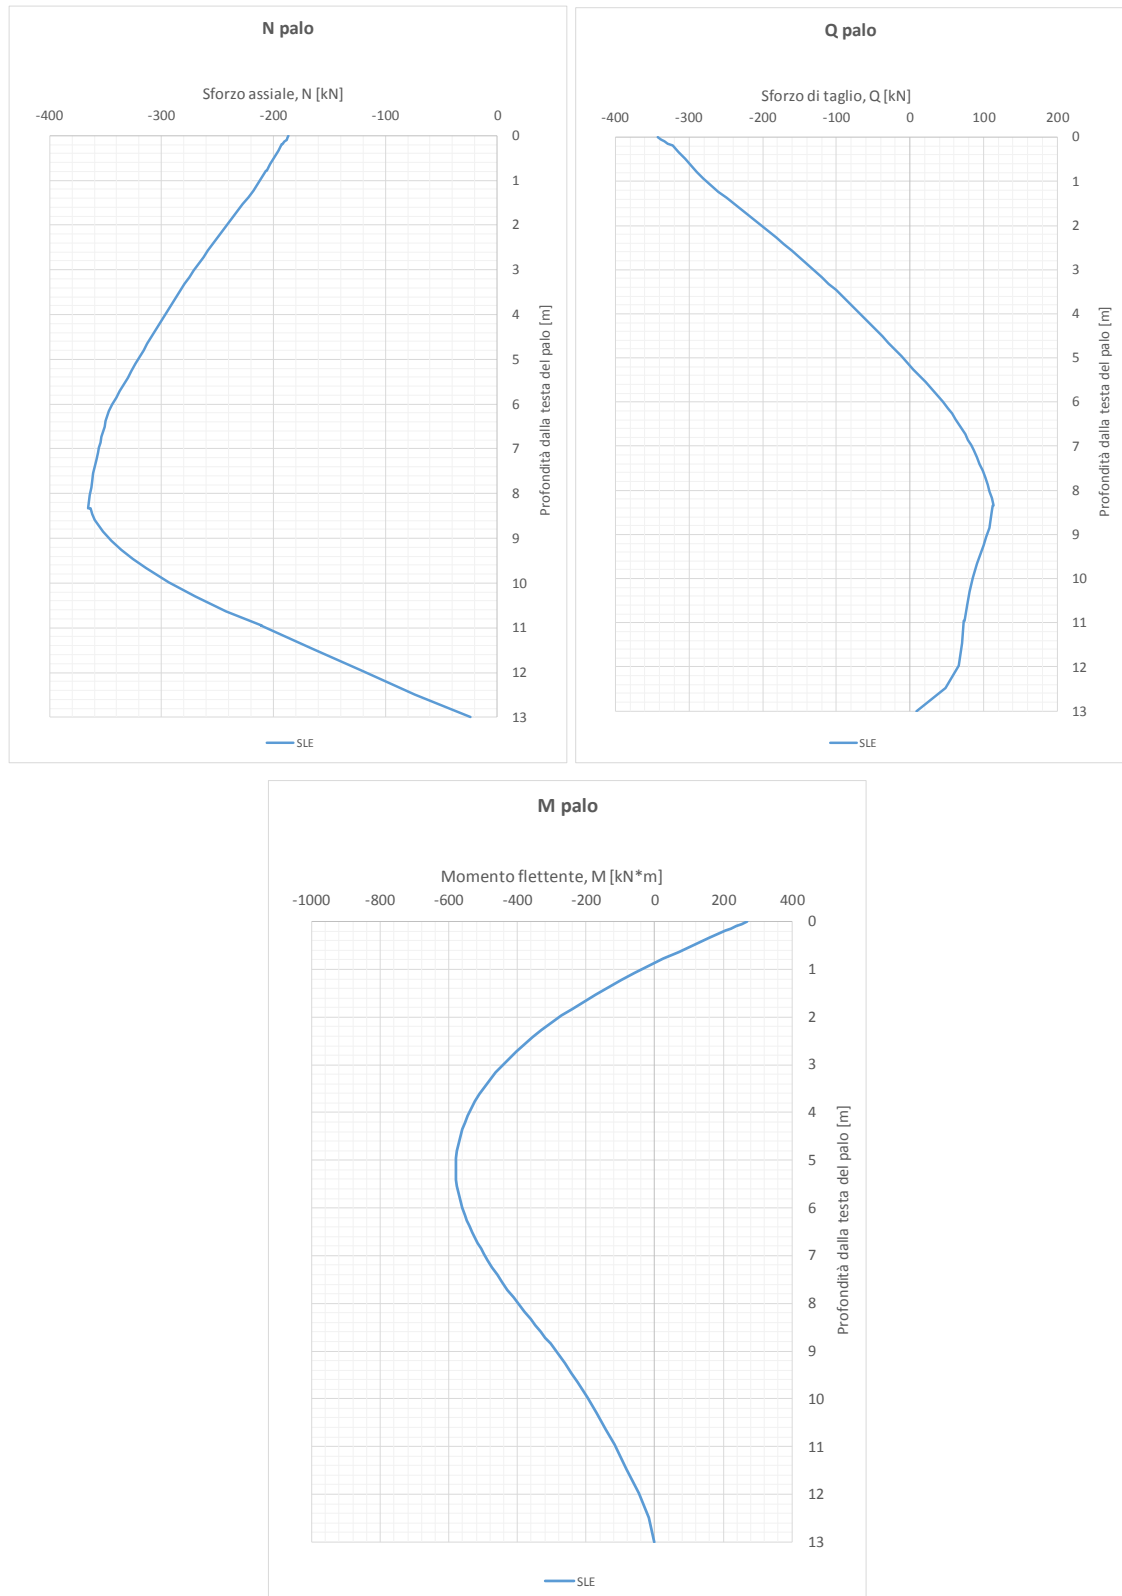 N palo
Sforzo assiale, N [kN]
-400 -300 -200 -100 0
0
1
2
3
4
5
6
7
8
9
10
11
12
13
Profondità dalla testa del palo [m]
SLE
Q palo
Sforzo di taglio, Q [kN]
-400 -300 -200 -100 0 100 200
0
1
2
3
4
5
6
7
8
9
10
11
12
13
Profondità dalla testa del palo [m]
SLE
M palo
Momento flettente, M [kN*m]
-1000 -800 -600 -400 -200 0 200 400
0
1
2
3
4
5
6
7
8
9
10
11
12
13
Profondità dalla testa del palo [m]
SLE